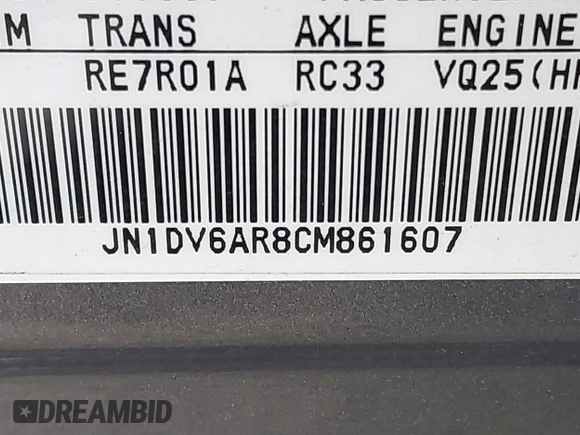 M TRANS AXLE ENGINE
RE7R01A RC33 VQ25(H
JN1DV6AR8CM861607
DREAMBID